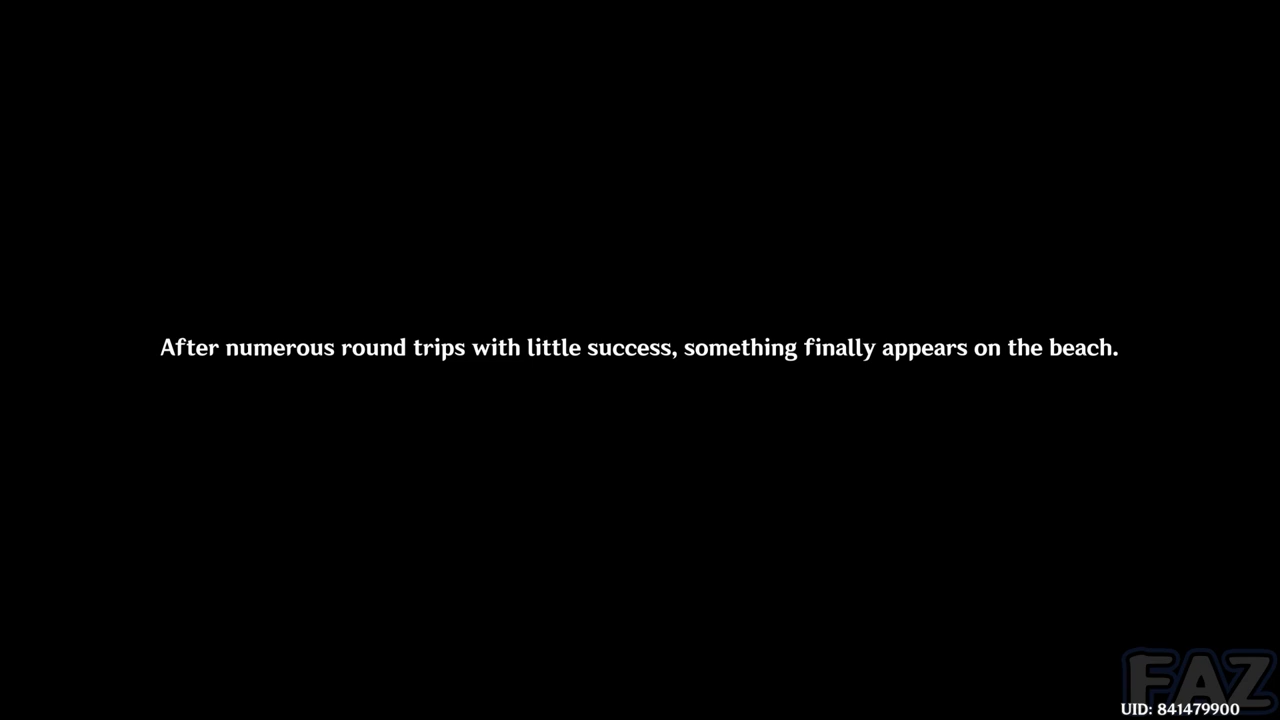 After numerous round trips with little success, something finally appears on the beach.
FAZ
UID: 841479900